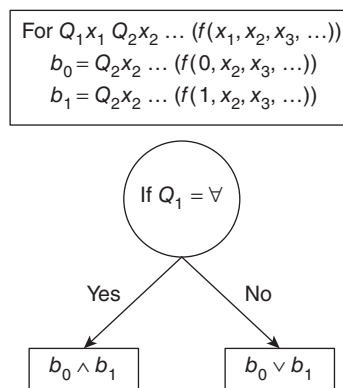 For Q₁x₁ Q₂x₂ … (f(x₁, x₂, x₃, …))
b₀ = Q₂x₂ … (f(0, x₂, x₃, …))
b₁ = Q₂x₂ … (f(1, x₂, x₃, …))
If Q₁ = ∀
Yes
No
b₀ ∧ b₁
b₀ ∨ b₁